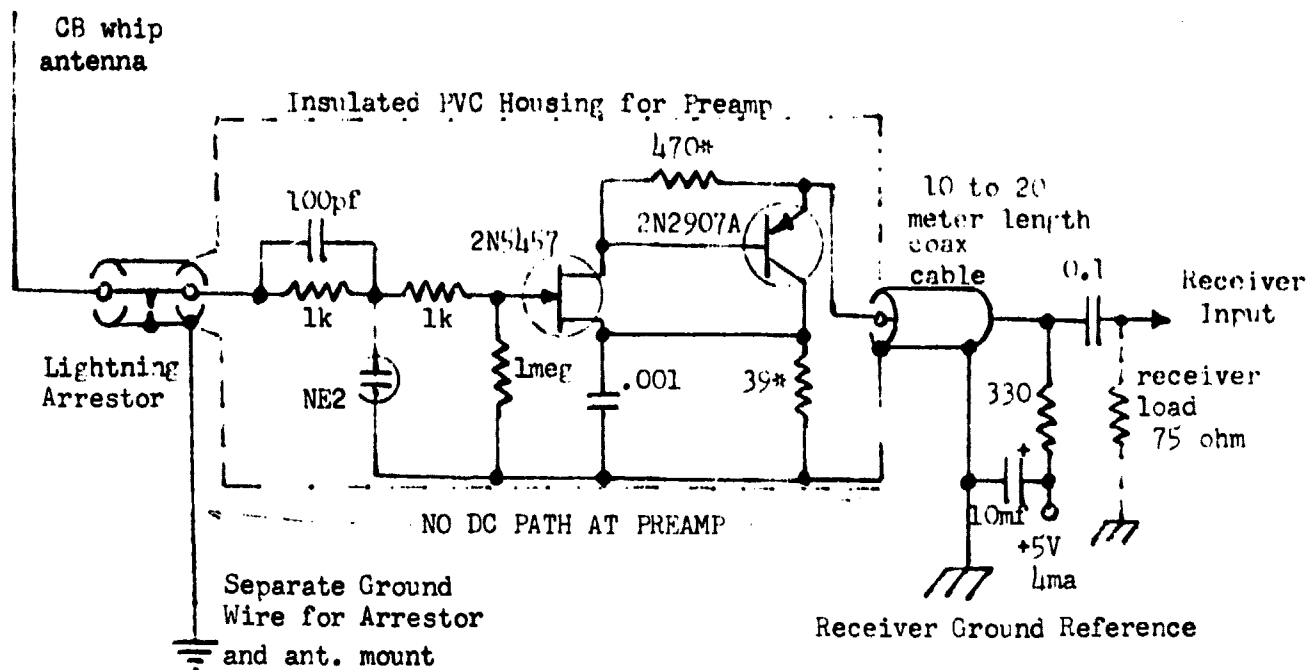 CB whip
antenna
Insulated PVC Housing for Preamp
470*
100pf
2N5457
2N2907A
10 to 20
meter length
coax
cable
0.1
Receiver
Input
1k
1k
Lightning
Arrestor
NE2
1meg
.001
39*
330
receiver
load
75 ohm
+
10mf
+5V
4ma
NO DC PATH AT PREAMP
Separate Ground
Wire for Arrestor
and ant. mount
Receiver Ground Reference